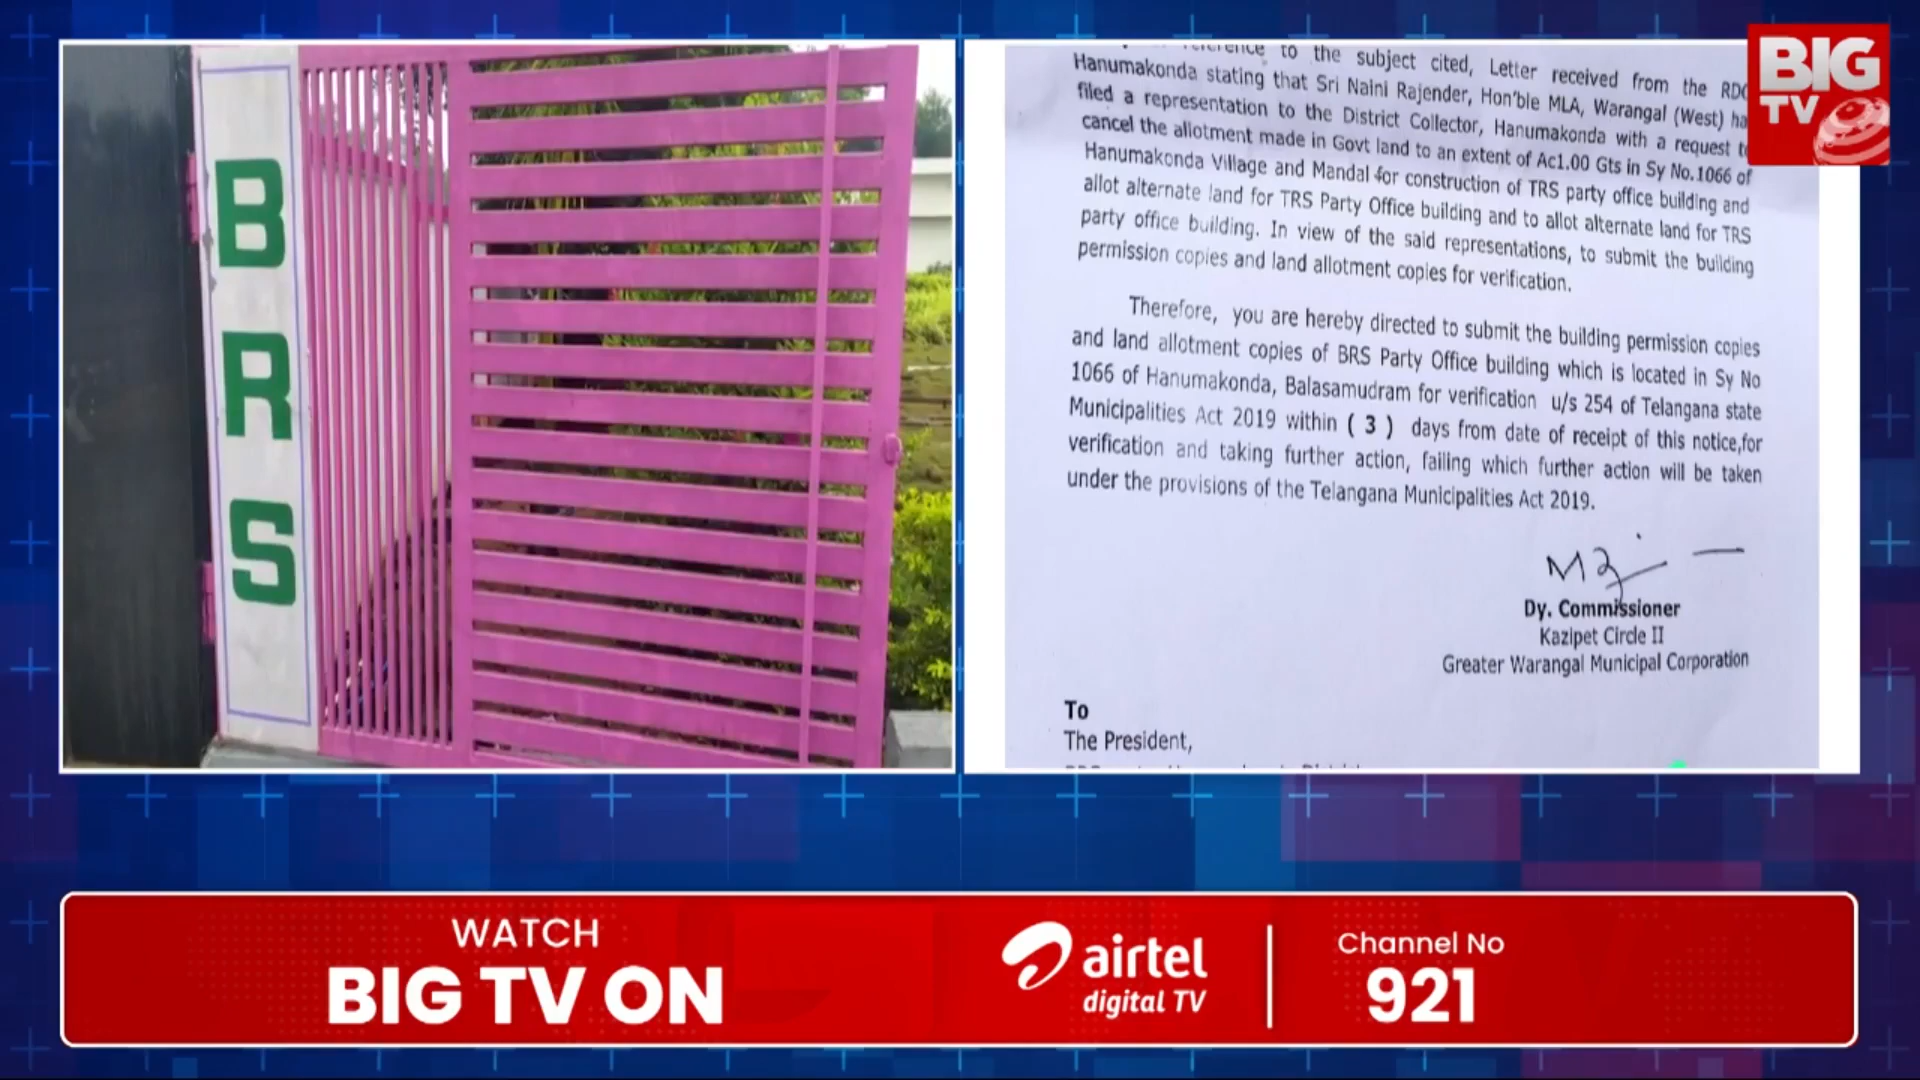 B
R
S
reference to the subject cited, Letter received from the
Hanumakonda stating that Sri Naini Rajender, Hon'ble MLA, Warangal (West)
filed a representation to the District Collector, Hanumakonda with a request
cancel the allotment made in Govt land to an extent of Ac1.00 Gts in Sy No.1066 of
Hanumakonda Village and Mandal for construction of TRS party office building and
allot alternate land for TRS Party Office building and to allot alternate land for TRS
party office building. In view of the said representations, to submit the building
permission copies and land allotment copies for verification.
Therefore, you are hereby directed to submit the building permission copies
and land allotment copies of BRS Party Office building which is located in Sy No
1066 of Hanumakonda, Balasamudram for verification u/s 254 of Telangana state
Municipalities Act 2019 within ( 3 ) days from date of receipt of this notice,for
verification and taking further action, failing which further action will be taken
under the provisions of the Telangana Municipalities Act 2019.
Dy. Commissioner
Kazipet Circle II
Greater Warangal Municipal Corporation
To
The President,
BIG
TV
WATCH
BIG TV ON
airtel
digital TV
Channel No
921